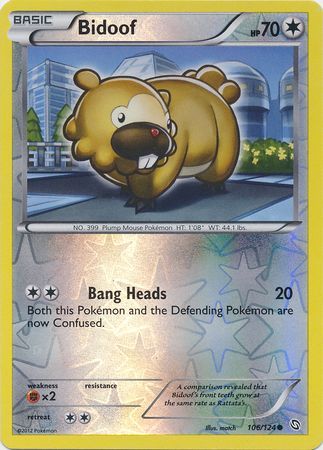 BASIC
Bidoof
HP 70
NO. 399 Plump Mouse Pokémon HT: 1'08" WT: 44.1 lbs.
Bang Heads 20
Both this Pokémon and the Defending Pokémon are
now Confused.
weakness resistance
×2
retreat
A comparison revealed that
Bidoof's front teeth grow at
the same rate as Rattata's.
©2012 Pokémon
Illus. match 106/124